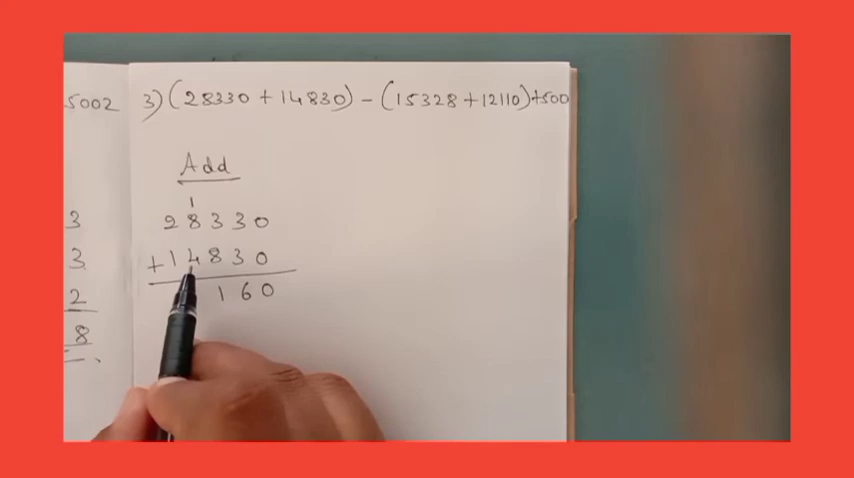 5002 3) (28330 + 14830) - (15328 + 12110) + 500
Add
1
3 28330
3 + 14830
2 160
8